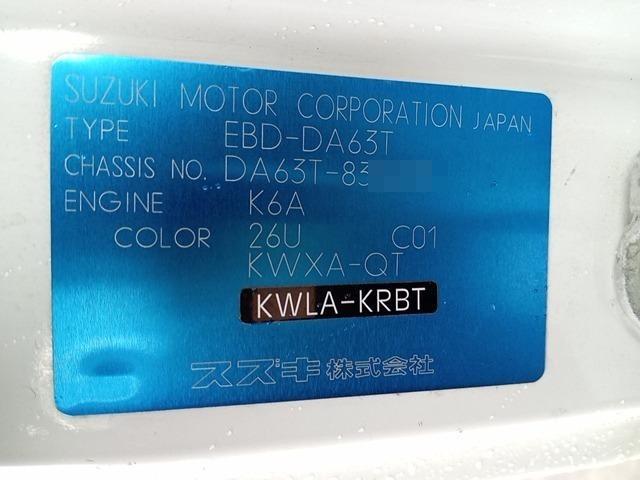 SUZUKI MOTOR CORPORATION JAPAN
TYPE EBD-DA63T
CHASSIS NO. DA63T-83
ENGINE K6A
COLOR 26U C01
KWXA-QT
KWLA-KRBT
スズキ株式会社